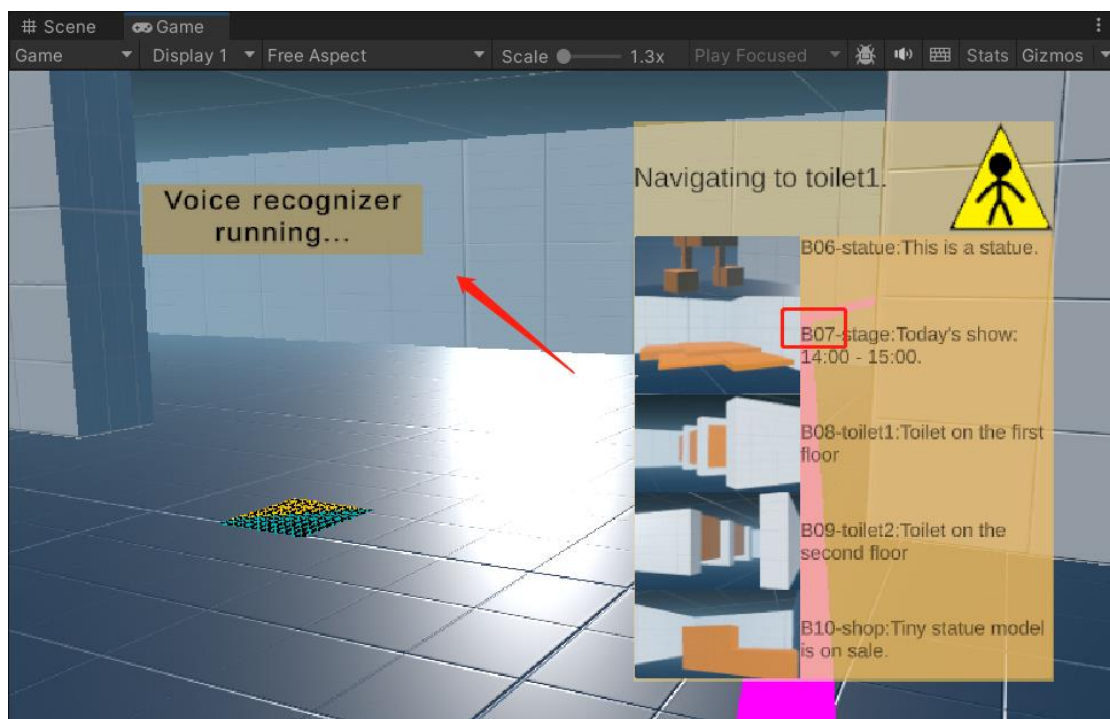 Scene Game
Game Display 1 Free Aspect Scale 1.3x Play Focused Stats Gizmos
Voice recognizer
running...
Navigating to toilet1.
B06-statue:This is a statue.
B07-stage:Today's show:
14:00 - 15:00.
B08-toilet1:Toilet on the first
floor
B09-toilet2:Toilet on the
second floor
B10-shop:Tiny statue model
is on sale.